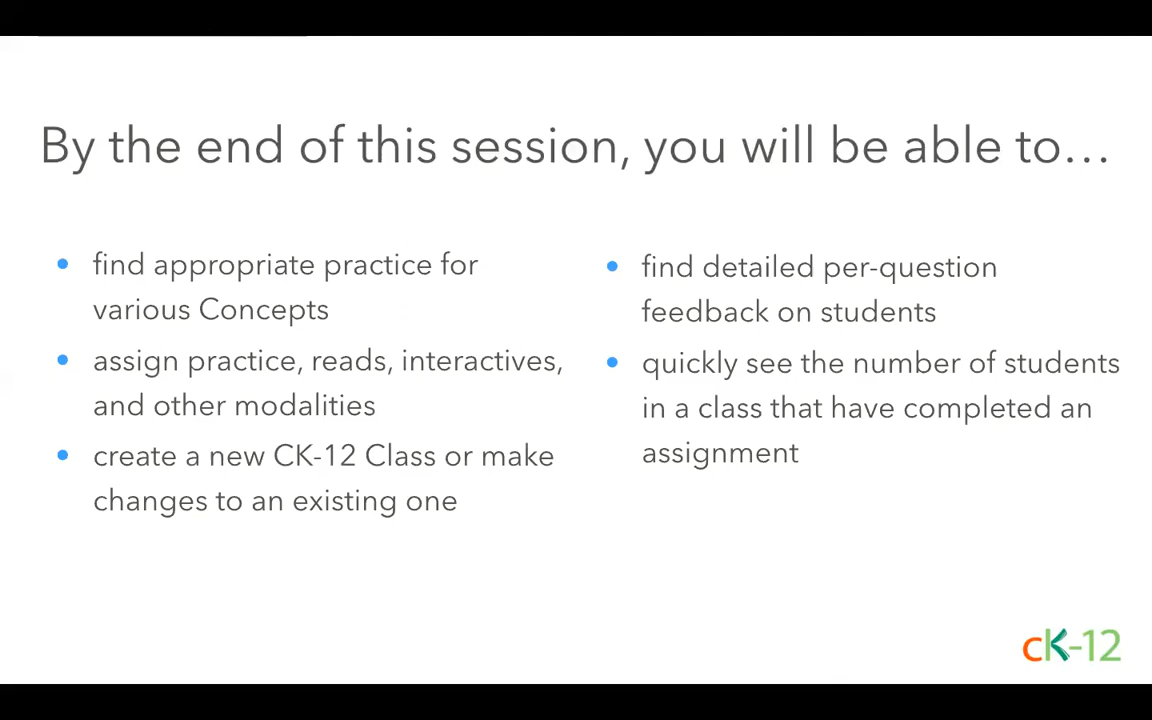 By the end of this session, you will be able to…
• find appropriate practice for
various Concepts
• assign practice, reads, interactives,
and other modalities
• create a new CK-12 Class or make
changes to an existing one
• find detailed per-question
feedback on students
• quickly see the number of students
in a class that have completed an
assignment
cK-12